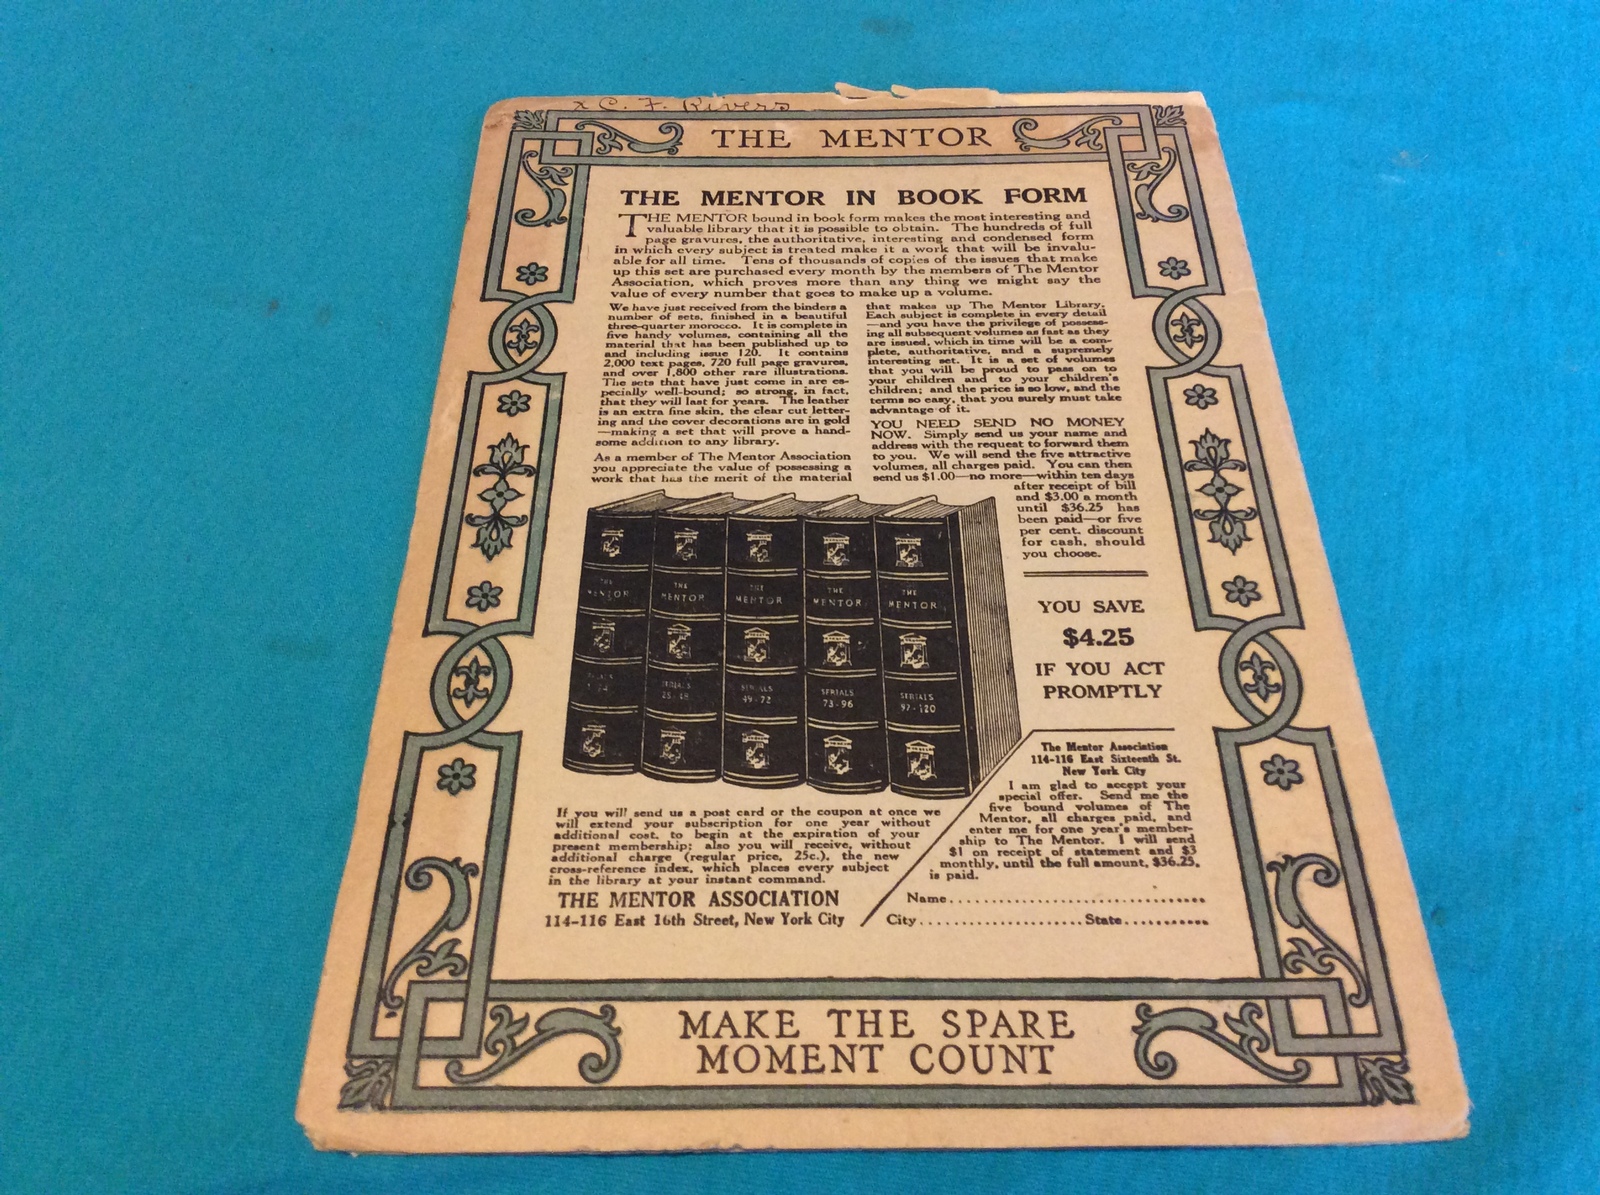 x C. F. Rivers
THE MENTOR
THE MENTOR IN BOOK FORM
THE MENTOR bound in book form makes the most interesting and
valuable library that it is possible to obtain. The hundreds of full
page gravures, the authoritative, interesting and condensed form
in which every subject is treated make it a work that will be invalu-
able for all time. Tens of thousands of copies of the issues that make
up this set are purchased every month by the members of The Mentor
Association, which proves more than any thing we might say the
value of every number that goes to make up a volume.
We have just received from the binders a
number of sets, finished in a beautiful
three-quarter morocco. It is complete in
five handy volumes, containing all the
material that has been published up to
and including issue 120. It contains
2,000 text pages, 720 full page gravures,
and over 1,800 other rare illustrations.
The sets that have just come in are es-
pecially well-bound; so strong, in fact,
that they will last for years. The leather
is an extra fine skin, the clear cut letter-
ing and the cover decorations are in gold
—making a set that will prove a hand-
some addition to any library.
As a member of The Mentor Association
you appreciate the value of possessing a
work that has the merit of the material
that makes up The Mentor Library.
Each subject is complete in every detail
—and you have the privilege of possess-
ing all subsequent volumes as fast as they
are issued, which in time will be a com-
plete, authoritative, and a supremely
interesting set. It is a set of volumes
that you will be proud to pass on to
your children and to your children's
children; and the price is so low, and the
terms so easy, that you surely must take
advantage of it.
YOU NEED SEND NO MONEY
NOW. Simply send us your name and
address with the request to forward them
to you. We will send the five attractive
volumes, all charges paid. You can then
send us $1.00—no more—within ten days
after receipt of bill
and $3.00 a month
until $36.25 has
been paid—or five
per cent. discount
for cash, should
you choose.
THE MENTOR
THE MENTOR
THE MENTOR
THE MENTOR
THE MENTOR
SERIALS 49-72
SERIALS 73-96
SERIALS 97-120
YOU SAVE
$4.25
IF YOU ACT
PROMPTLY
If you will send us a post card or the coupon at once we
will extend your subscription for one year without
additional cost, to begin at the expiration of your
present membership; also you will receive, without
additional charge (regular price, 25c.), the new
cross-reference index, which places every subject
in the library at your instant command.
THE MENTOR ASSOCIATION
114-116 East 16th Street, New York City
The Mentor Association
114-116 East Sixteenth St.
New York City
I am glad to accept your
special offer. Send me the
five bound volumes of The
Mentor, all charges paid, and
enter me for one year's member-
ship to The Mentor. I will send
$1 on receipt of statement and $3
monthly, until the full amount, $36.25,
is paid.
Name
City State
MAKE THE SPARE
MOMENT COUNT